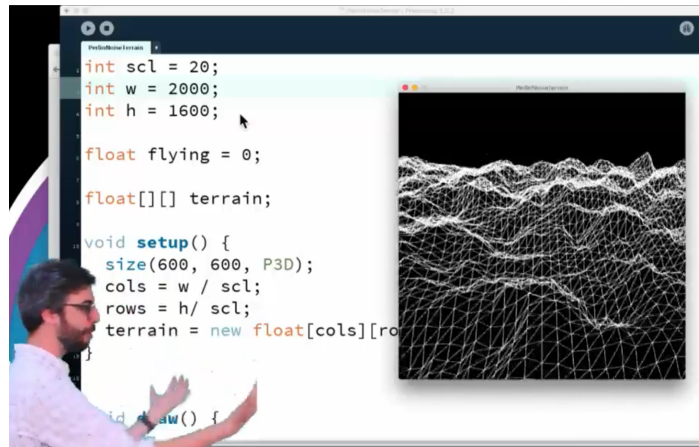 PerlinNoiseTerrain
int scl = 20;
int w = 2000;
int h = 1600;
float flying = 0;
float[][] terrain;
void setup() {
size(600, 600, P3D);
cols = w / scl;
rows = h/ scl;
terrain = new float[cols][ro
}
draw() {
PerlinNoiseTerrain